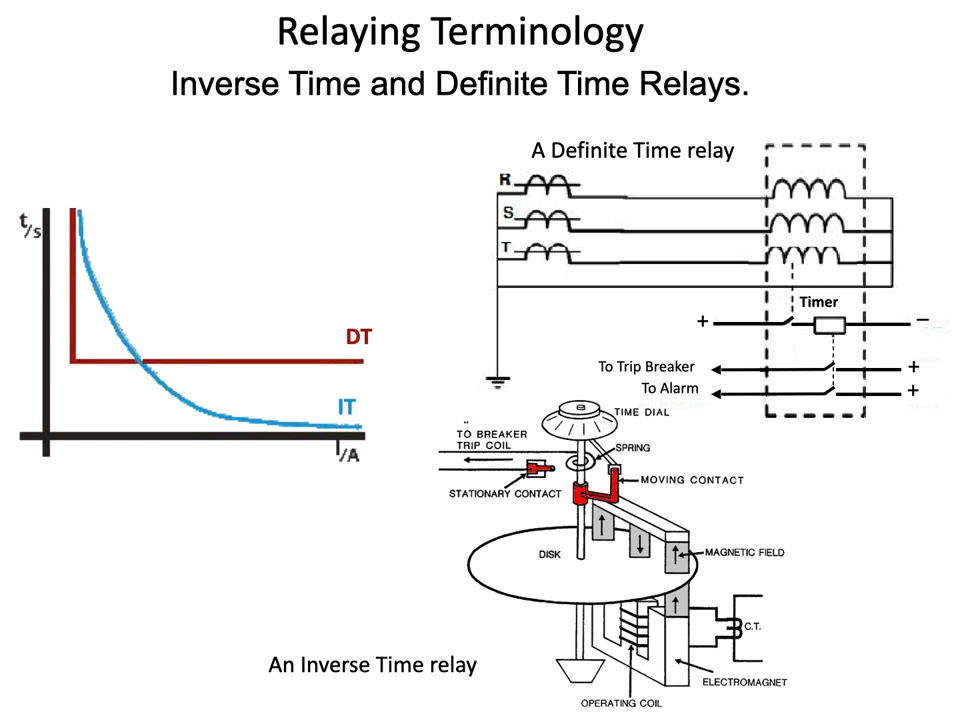 Relaying Terminology
Inverse Time and Definite Time Relays.
A Definite Time relay
R
S
T
Timer
+
−
To Trip Breaker
+
To Alarm
+
t/s
DT
IT
I/A
TIME DIAL
TO BREAKER
TRIP COIL
SPRING
MOVING CONTACT
STATIONARY CONTACT
DISK
MAGNETIC FIELD
C.T.
ELECTROMAGNET
OPERATING COIL
An Inverse Time relay